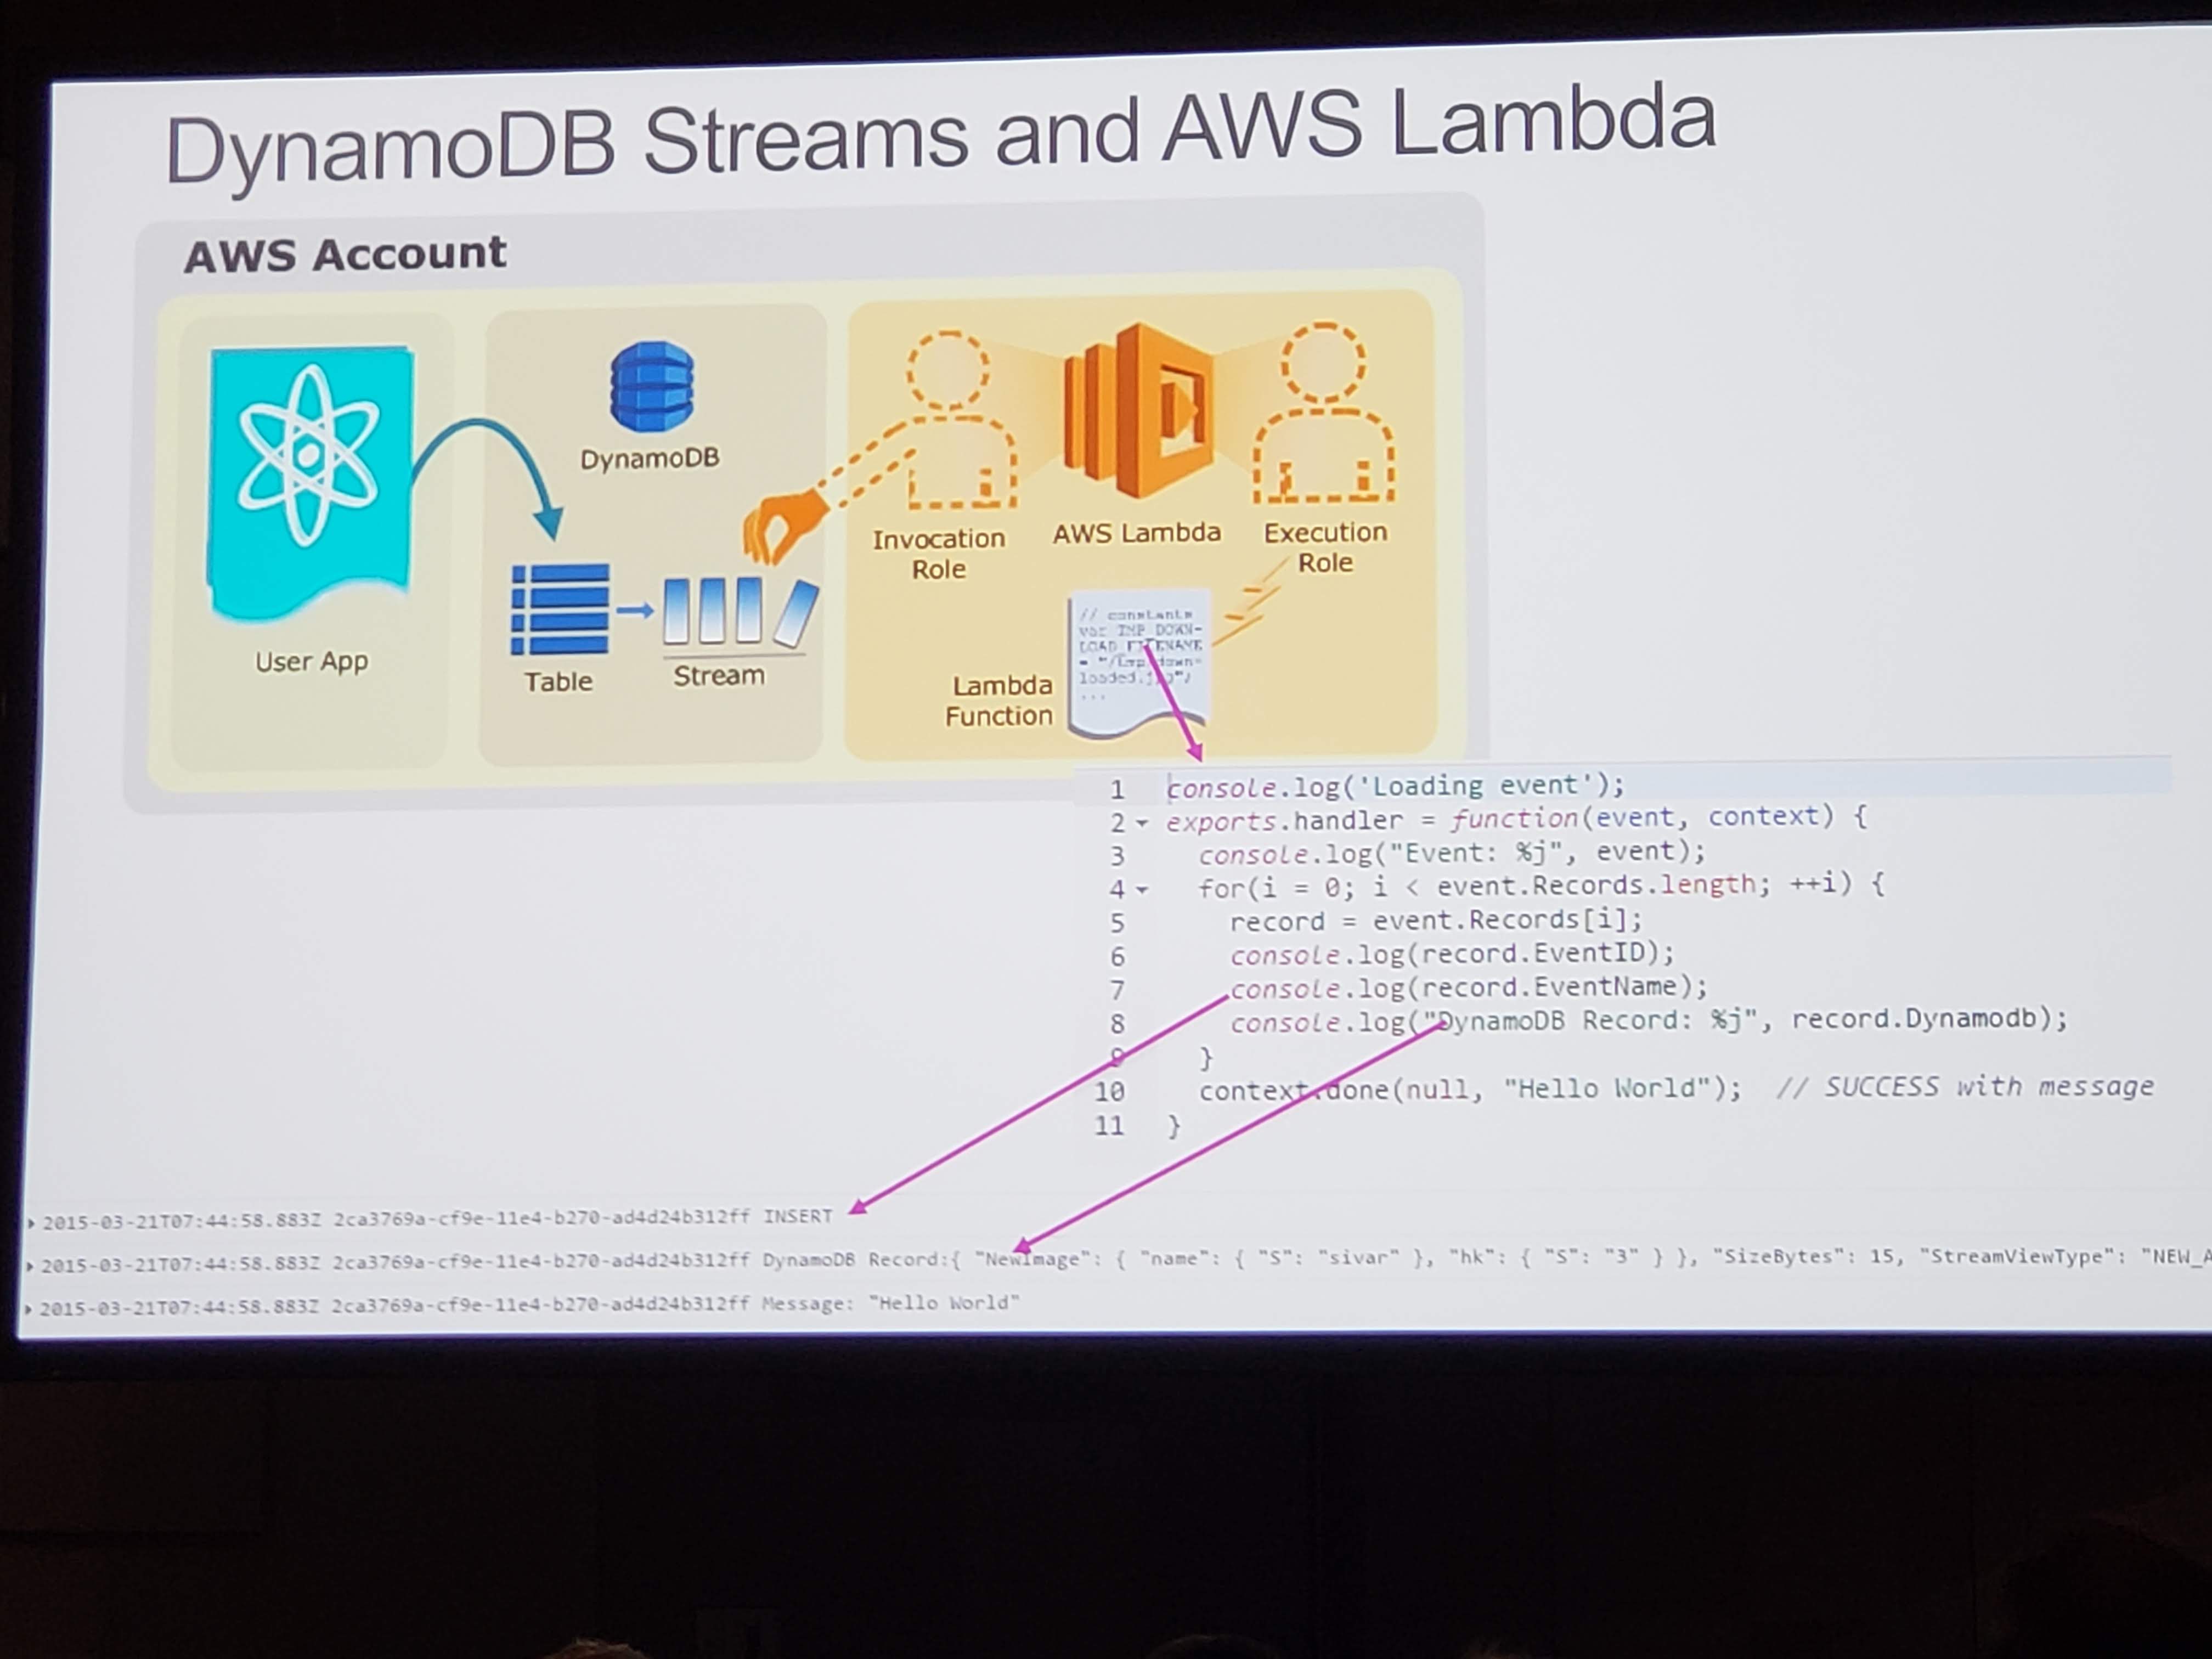 DynamoDB Streams and AWS Lambda
AWS Account
DynamoDB
User App
Table
Stream
Invocation
Role
AWS Lambda
Execution
Role
Lambda
Function
// constants
var TMP_DOWN-
LOAD_FILENAME
= "/tmp/down-
loaded.jpg";
...
1 console.log('Loading event');
2 exports.handler = function(event, context) {
3 console.log("Event: %j", event);
4 for(i = 0; i < event.Records.length; ++i) {
5 record = event.Records[i];
6 console.log(record.EventID);
7 console.log(record.EventName);
8 console.log("DynamoDB Record: %j", record.Dynamodb);
9 }
10 context.done(null, "Hello World"); // SUCCESS with message
11 }
2015-03-21T07:44:58.883Z 2ca3769a-cf9e-11e4-b270-ad4d24b312ff INSERT
2015-03-21T07:44:58.883Z 2ca3769a-cf9e-11e4-b270-ad4d24b312ff DynamoDB Record:{ "NewImage": { "name": { "S": "sivar" }, "hk": { "S": "3" } }, "SizeBytes": 15, "StreamViewType": "NEW_A
2015-03-21T07:44:58.883Z 2ca3769a-cf9e-11e4-b270-ad4d24b312ff Message: "Hello World"